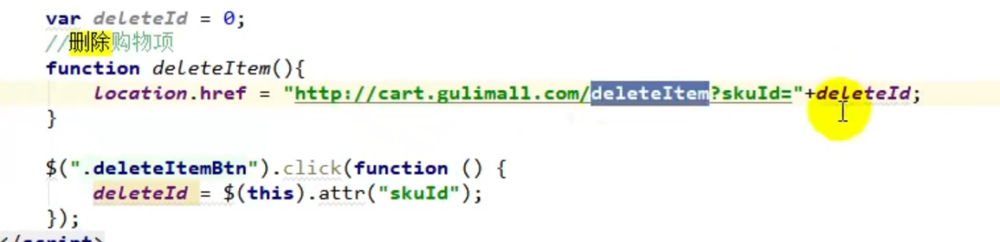 var deleteId = 0;
//删除购物项
function deleteItem(){
location.href = "http://cart.gulimall.com/deleteItem?skuId="+deleteId;
}
$(".deleteItemBtn").click(function () {
deleteId = $(this).attr("skuId");
});
</script>